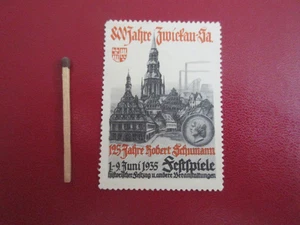 800 Jahre Zwickau-Sa.
125 Jahre Robert Schumann
1-9 Juni 1935 Festspiele
historischer Festzug u. andere Veranstaltungen